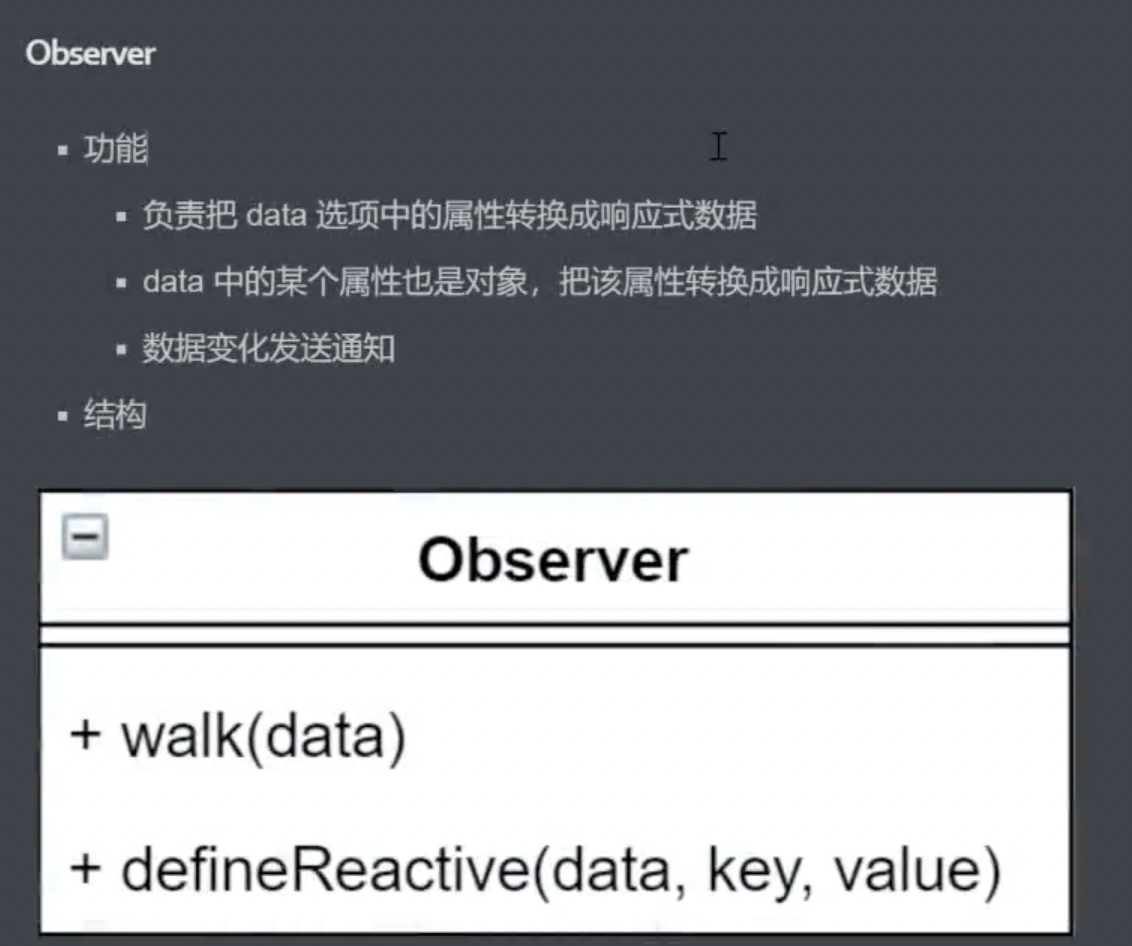 Observer
功能
负责把 data 选项中的属性转换成响应式数据
data 中的某个属性也是对象，把该属性转换成响应式数据
数据变化发送通知
结构
Observer
+ walk(data)
+ defineReactive(data, key, value)